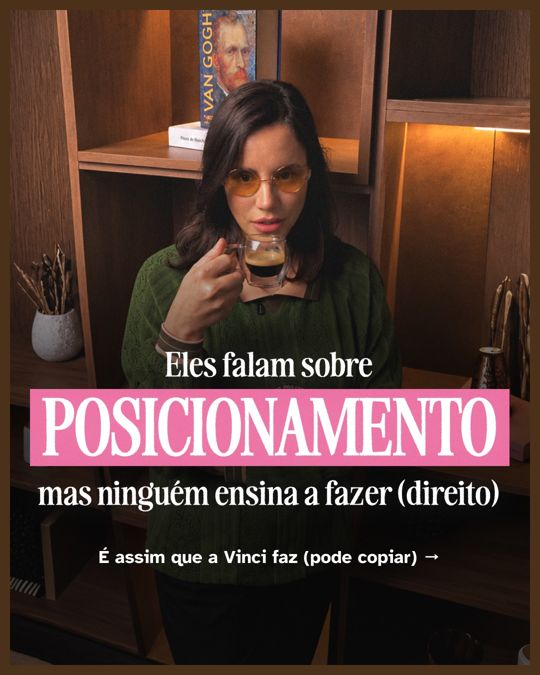 VAN GOGH
Eles falam sobre
POSICIONAMENTO
mas ninguém ensina a fazer (direito)
É assim que a Vinci faz (pode copiar) →